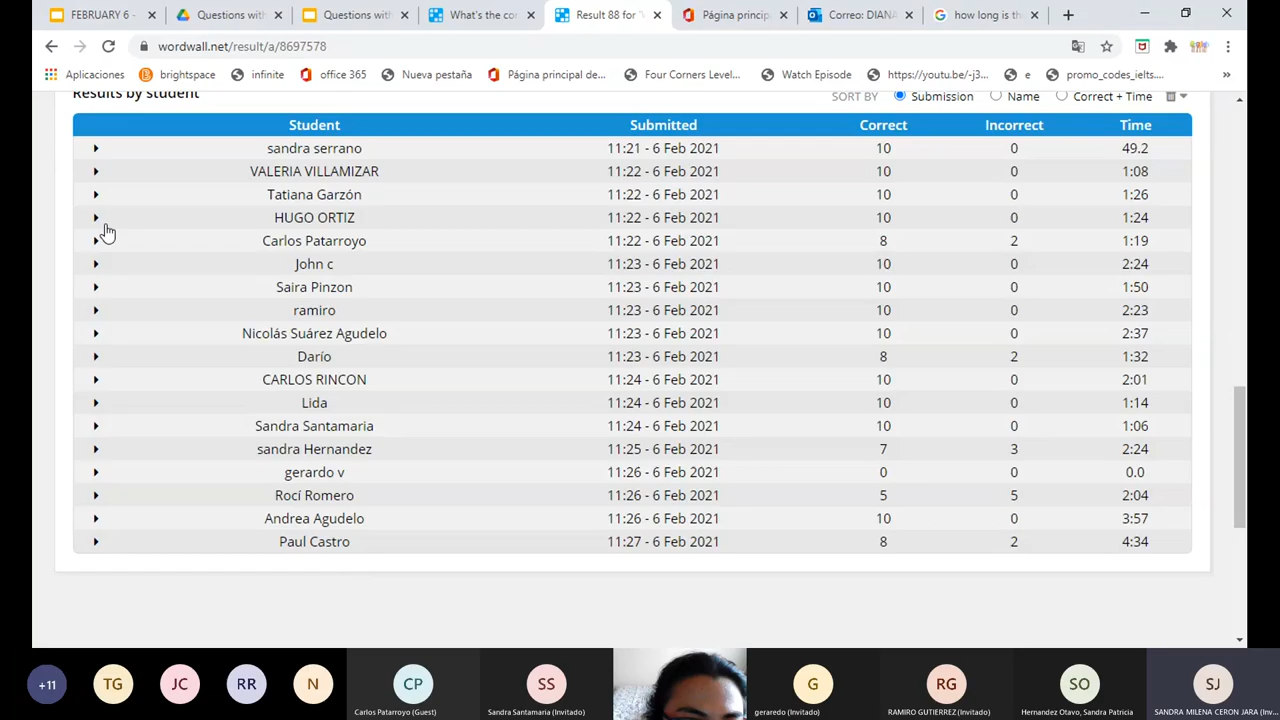 FEBRUARY 6 -
Questions with
Questions with
What's the co
Result 88 for "
Página princip
Correo: DIANA
how long is th
wordwall.net/result/a/8697578
Aplicaciones
brightspace
infinite
office 365
Nueva pestaña
Página principal de...
Four Corners Level...
Watch Episode
https://youtu.be/-j3...
e
promo_codes_ielts....
»
Results by student
SORT BY Submission Name Correct + Time
Student Submitted Correct Incorrect Time
sandra serrano 11:21 - 6 Feb 2021 10 0 49.2
VALERIA VILLAMIZAR 11:22 - 6 Feb 2021 10 0 1:08
Tatiana Garzón 11:22 - 6 Feb 2021 10 0 1:26
HUGO ORTIZ 11:22 - 6 Feb 2021 10 0 1:24
Carlos Patarroyo 11:22 - 6 Feb 2021 8 2 1:19
John c 11:23 - 6 Feb 2021 10 0 2:24
Saira Pinzon 11:23 - 6 Feb 2021 10 0 1:50
ramiro 11:23 - 6 Feb 2021 10 0 2:23
Nicolás Suárez Agudelo 11:23 - 6 Feb 2021 10 0 2:37
Darío 11:23 - 6 Feb 2021 8 2 1:32
CARLOS RINCON 11:24 - 6 Feb 2021 10 0 2:01
Lida 11:24 - 6 Feb 2021 10 0 1:14
Sandra Santamaria 11:24 - 6 Feb 2021 10 0 1:06
sandra Hernandez 11:25 - 6 Feb 2021 7 3 2:24
gerardo v 11:26 - 6 Feb 2021 0 0 0.0
Rocí Romero 11:26 - 6 Feb 2021 5 5 2:04
Andrea Agudelo 11:26 - 6 Feb 2021 10 0 3:57
Paul Castro 11:27 - 6 Feb 2021 8 2 4:34
+11
TG
JC
RR
N
CP
SS
G
RG
SO
SJ
Carlos Patarroyo (Guest)
Sandra Santamaria (Invitado)
geraredo (Invitado)
RAMIRO GUTIERREZ (Invitado)
Hernandez Otavo, Sandra Patricia
SANDRA MILENA CERON JARA (Inv...